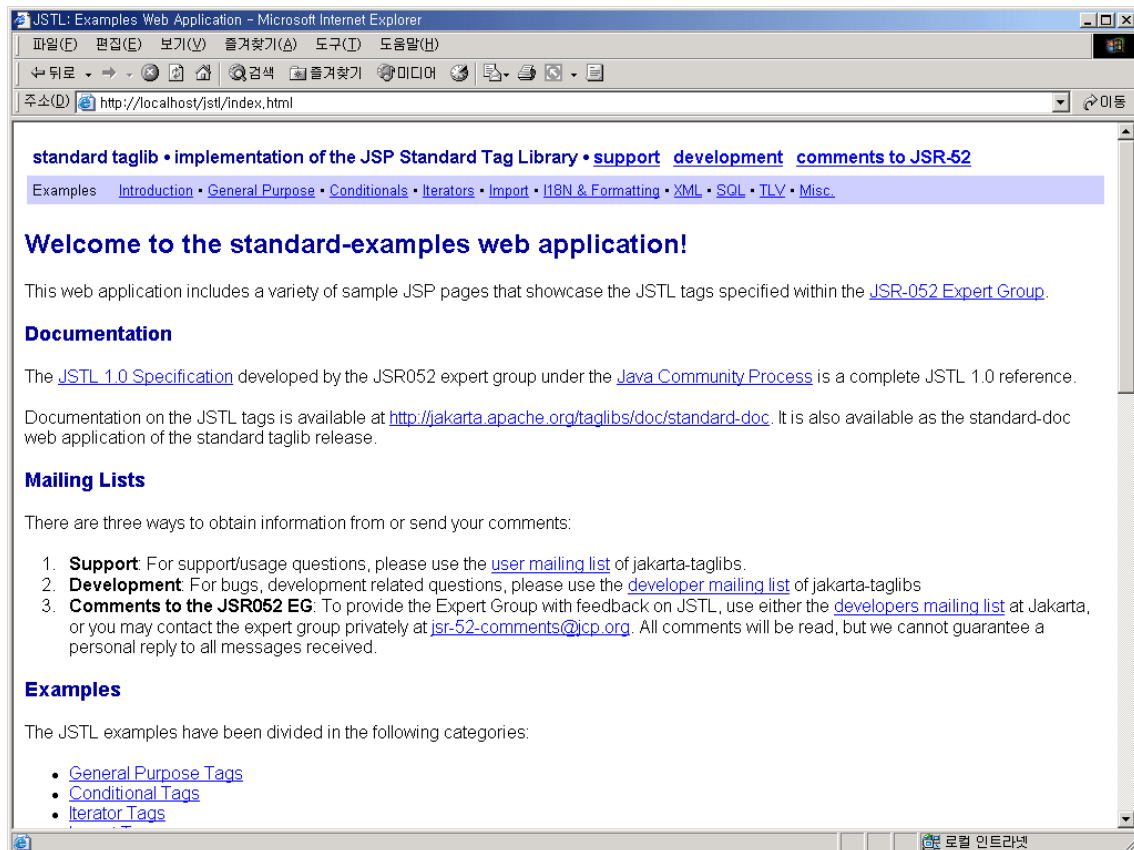 JSTL: Examples Web Application - Microsoft Internet Explorer
파일(F) 편집(E) 보기(V) 즐겨찾기(A) 도구(T) 도움말(H)
뒤로 검색 즐겨찾기 미디어
주소(D) http://localhost/jstl/index.html 이동
standard taglib • implementation of the JSP Standard Tag Library • support development comments to JSR-52
Examples Introduction • General Purpose • Conditionals • Iterators • Import • I18N & Formatting • XML • SQL • TLV • Misc.
Welcome to the standard-examples web application!
This web application includes a variety of sample JSP pages that showcase the JSTL tags specified within the JSR-052 Expert Group.
Documentation
The JSTL 1.0 Specification developed by the JSR052 expert group under the Java Community Process is a complete JSTL 1.0 reference.
Documentation on the JSTL tags is available at http://jakarta.apache.org/taglibs/doc/standard-doc. It is also available as the standard-doc
web application of the standard taglib release.
Mailing Lists
There are three ways to obtain information from or send your comments:
1. Support: For support/usage questions, please use the user mailing list of jakarta-taglibs.
2. Development: For bugs, development related questions, please use the developer mailing list of jakarta-taglibs
3. Comments to the JSR052 EG: To provide the Expert Group with feedback on JSTL, use either the developers mailing list at Jakarta,
or you may contact the expert group privately at jsr-52-comments@jcp.org. All comments will be read, but we cannot guarantee a
personal reply to all messages received.
Examples
The JSTL examples have been divided in the following categories:
• General Purpose Tags
• Conditional Tags
• Iterator Tags
로컬 인트라넷